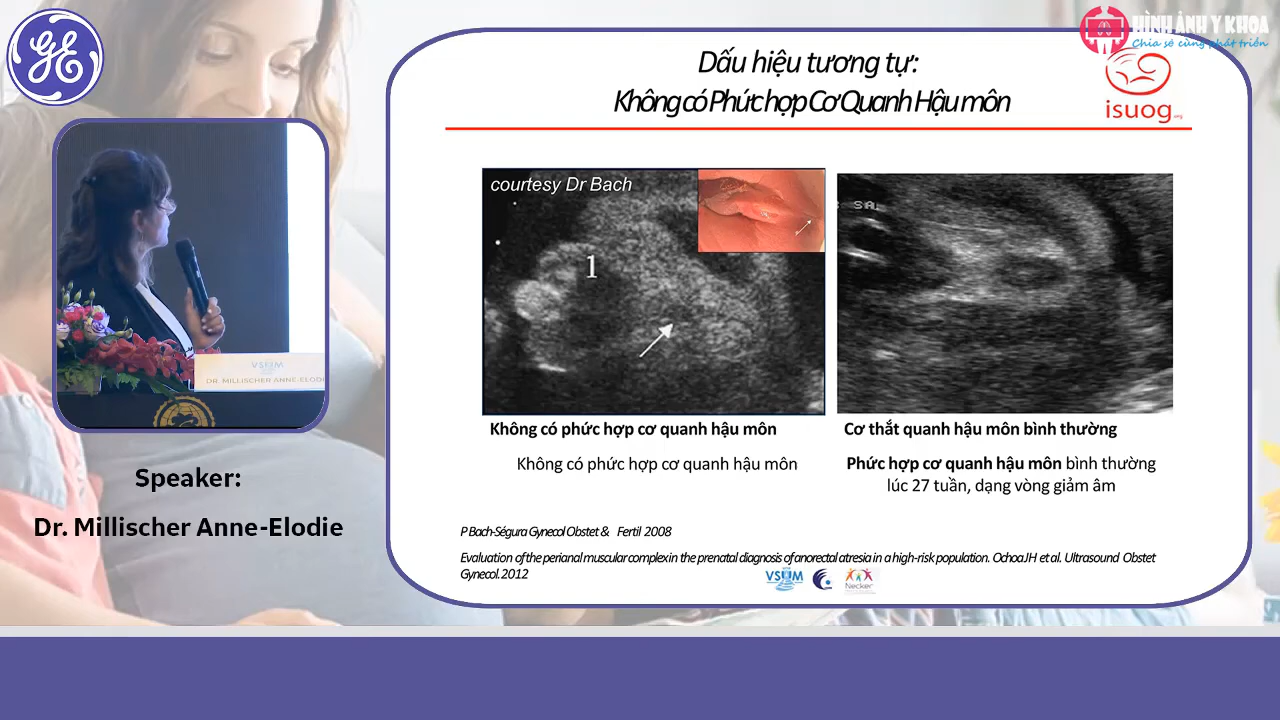 GE
HÌNH ẢNH Y KHOA
Chia sẻ cùng phát triển
isuog.org
Dấu hiệu tương tự:
Không có Phức hợp Cơ Quanh Hậu môn
courtesy Dr Bach
1
SA
VSUOM
DR. MILLISCHER ANNE-ELODIE
Không có phức hợp cơ quanh hậu môn
Không có phức hợp cơ quanh hậu môn
Cơ thắt quanh hậu môn bình thường
Phức hợp cơ quanh hậu môn bình thường
lúc 27 tuần, dạng vòng giảm âm
Speaker:
Dr. Millischer Anne-Elodie
P Bach-Ségura Gynecol Obstet & Fertil 2008
Evaluation of the perianal muscular complex in the prenatal diagnosis of anorectal atresia in a high-risk population. Ochoa JH et al. Ultrasound Obstet
Gynecol. 2012
Necker